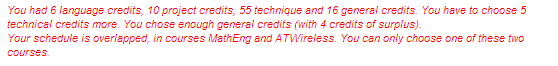 You had 6 language credits, 10 project credits, 55 technique and 16 general credits. You have to choose 5
technical credits more. You chose enough general credits (with 4 credits of surplus).
Your schedule is overlapped, in courses MathEng and ATWireless. You can only choose one of these two
courses.